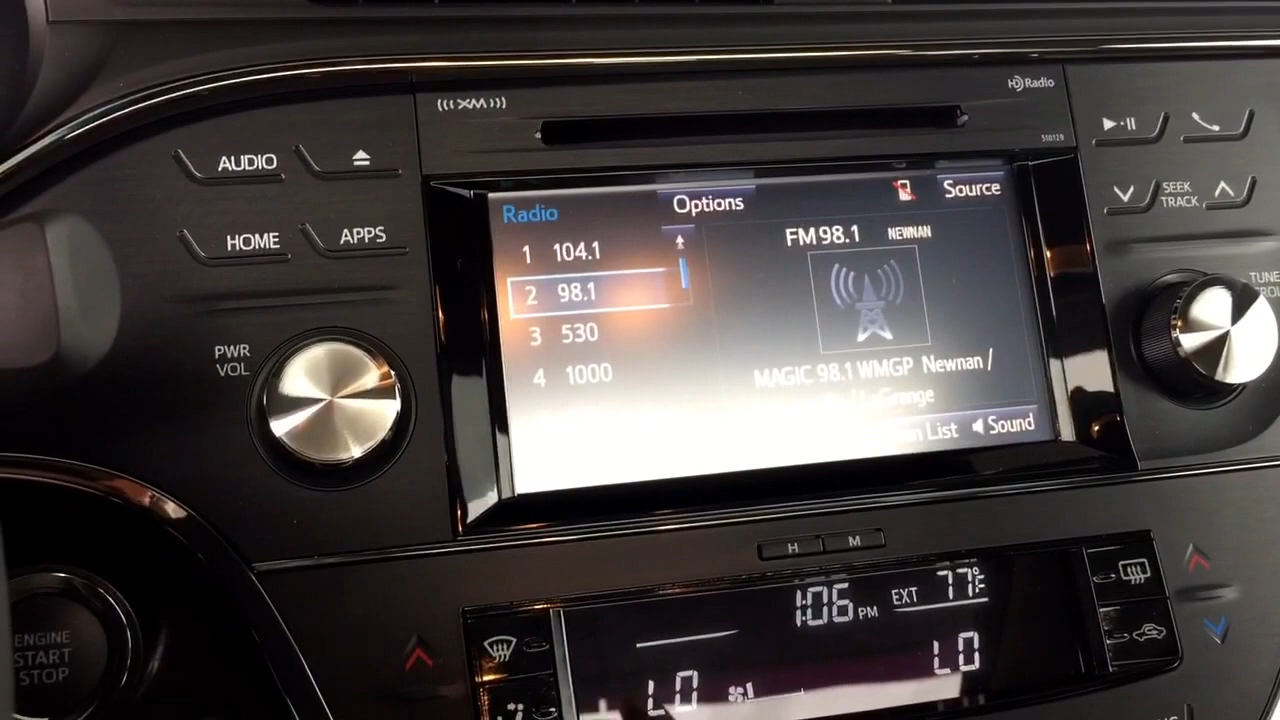 (((XM)))
HD Radio
510129
AUDIO
HOME
APPS
PWR
VOL
Radio
Options
Source
1 104.1
2 98.1
3 530
4 1000
FM 98.1 NEWNAN
MAGIC 98.1 WMGP Newnan /
Grange
List
Sound
SEEK
TRACK
TUNE
H M
1:06 PM
EXT 77°F
LO
LO
ENGINE
START
STOP